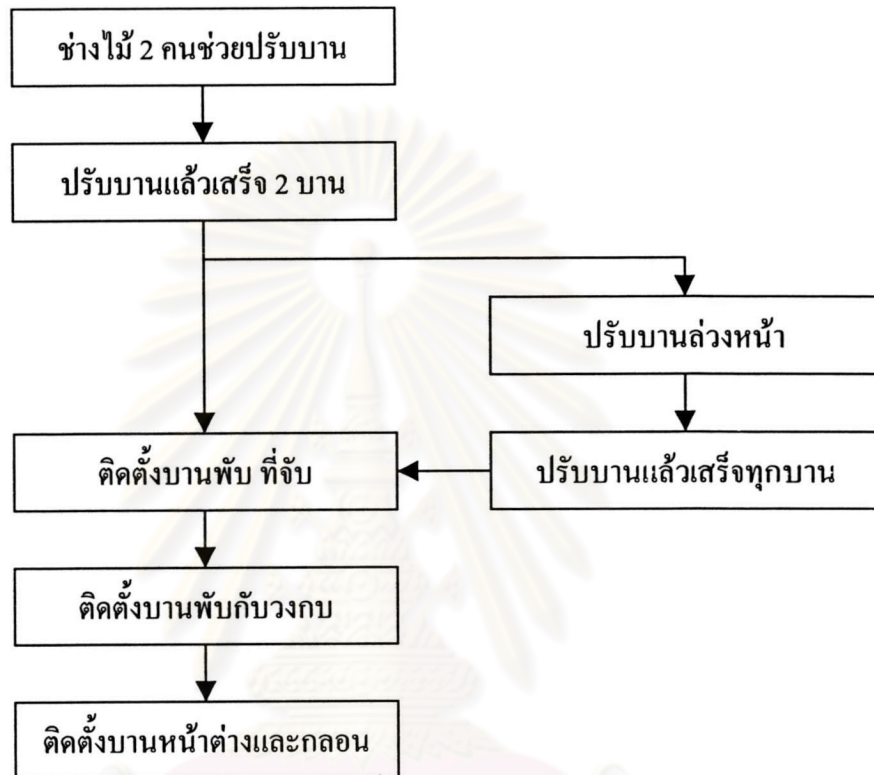 ช่างไม้ 2 คนช่วยปรับบาน
ปรับบานแล้วเสร็จ 2 บาน
ปรับบานล่วงหน้า
ติดตั้งบานพับ ที่จับ
ปรับบานแล้วเสร็จทุกบาน
ติดตั้งบานพับกับวงกบ
ติดตั้งบานหน้าต่างและกลอน